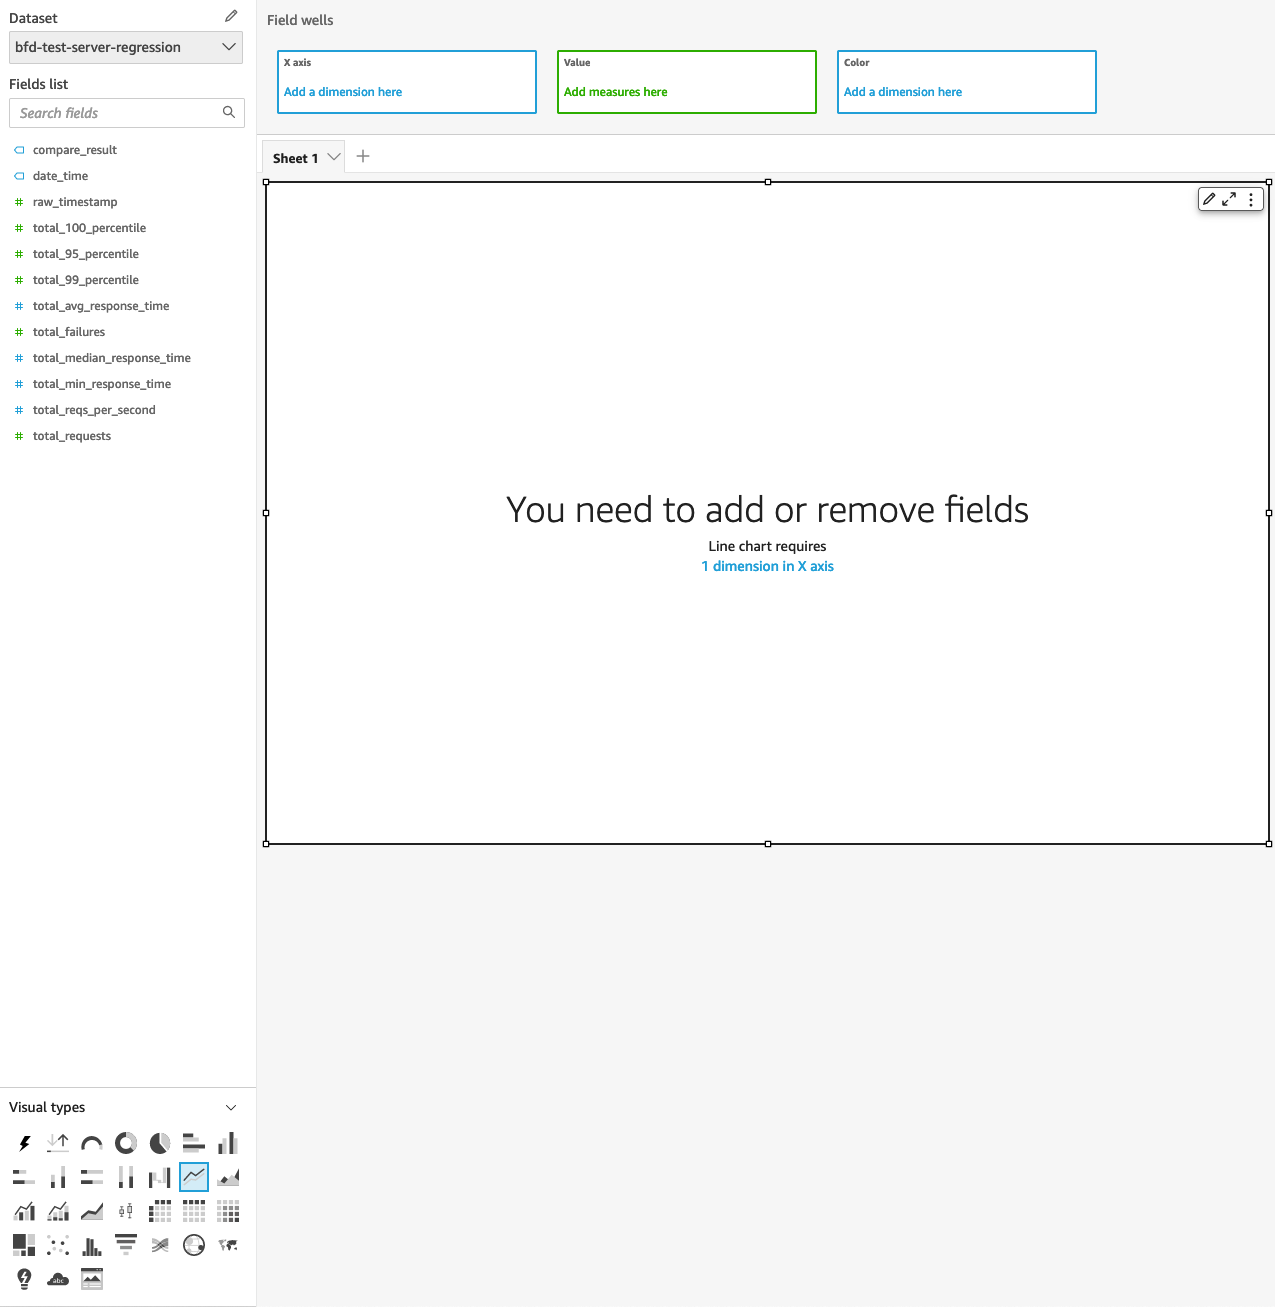 Dataset
bfd-test-server-regression
Fields list
Search fields
compare_result
date_time
raw_timestamp
total_100_percentile
total_95_percentile
total_99_percentile
total_avg_response_time
total_failures
total_median_response_time
total_min_response_time
total_reqs_per_second
total_requests
Visual types
abc
Field wells
X axis
Add a dimension here
Value
Add measures here
Color
Add a dimension here
Sheet 1
You need to add or remove fields
Line chart requires
1 dimension in X axis